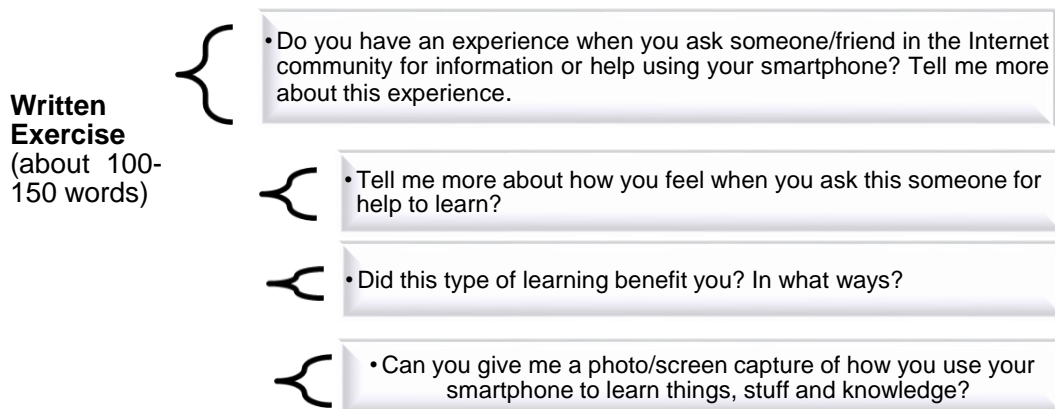 Written
Exercise
(about 100-
150 words)
•Do you have an experience when you ask someone/friend in the Internet
community for information or help using your smartphone? Tell me more
about this experience.
•Tell me more about how you feel when you ask this someone for
help to learn?
•Did this type of learning benefit you? In what ways?
•Can you give me a photo/screen capture of how you use your
smartphone to learn things, stuff and knowledge?